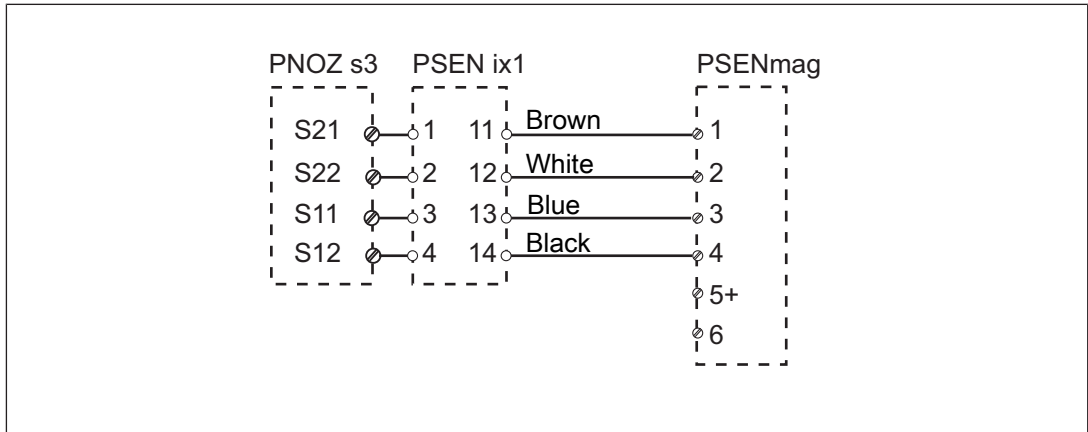 PNOZ s3 PSEN ix1 PSENmag
S21 1 11 Brown 1
S22 2 12 White 2
S11 3 13 Blue 3
S12 4 14 Black 4
5+
6